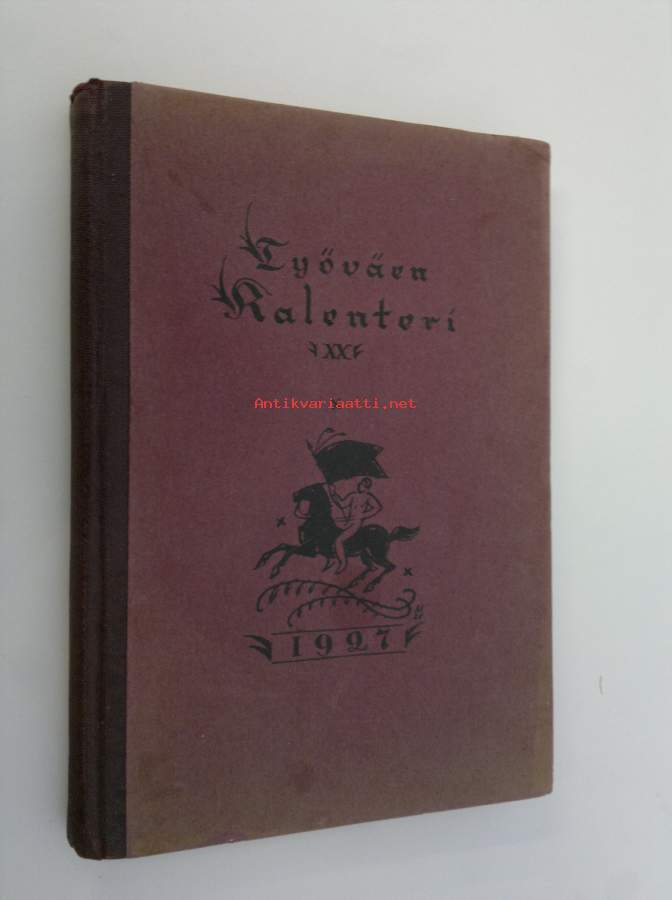 Työväen
Kalenteri
XX
Antikvariaatti.net
1927